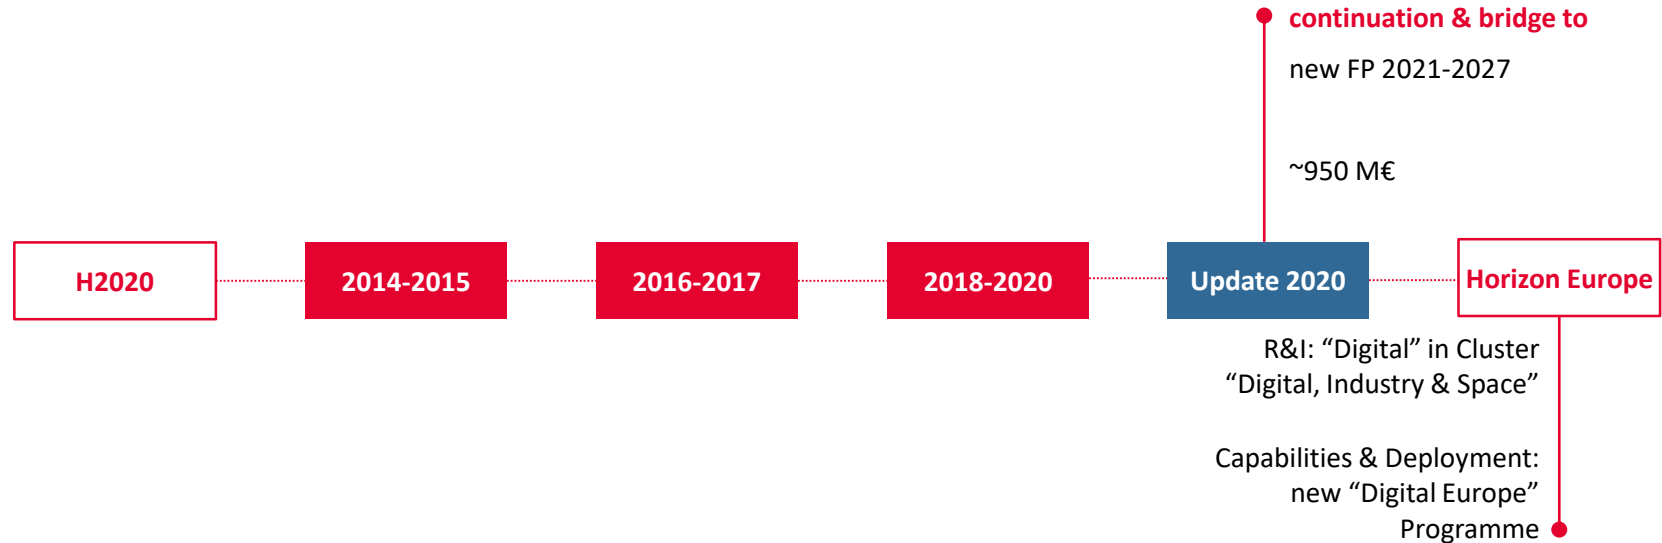 continuation & bridge to
new FP 2021-2027
~950 M€
H2020
2014-2015
2016-2017
2018-2020
Update 2020
Horizon Europe
R&I: “Digital” in Cluster
“Digital, Industry & Space”
Capabilities & Deployment:
new “Digital Europe”
Programme